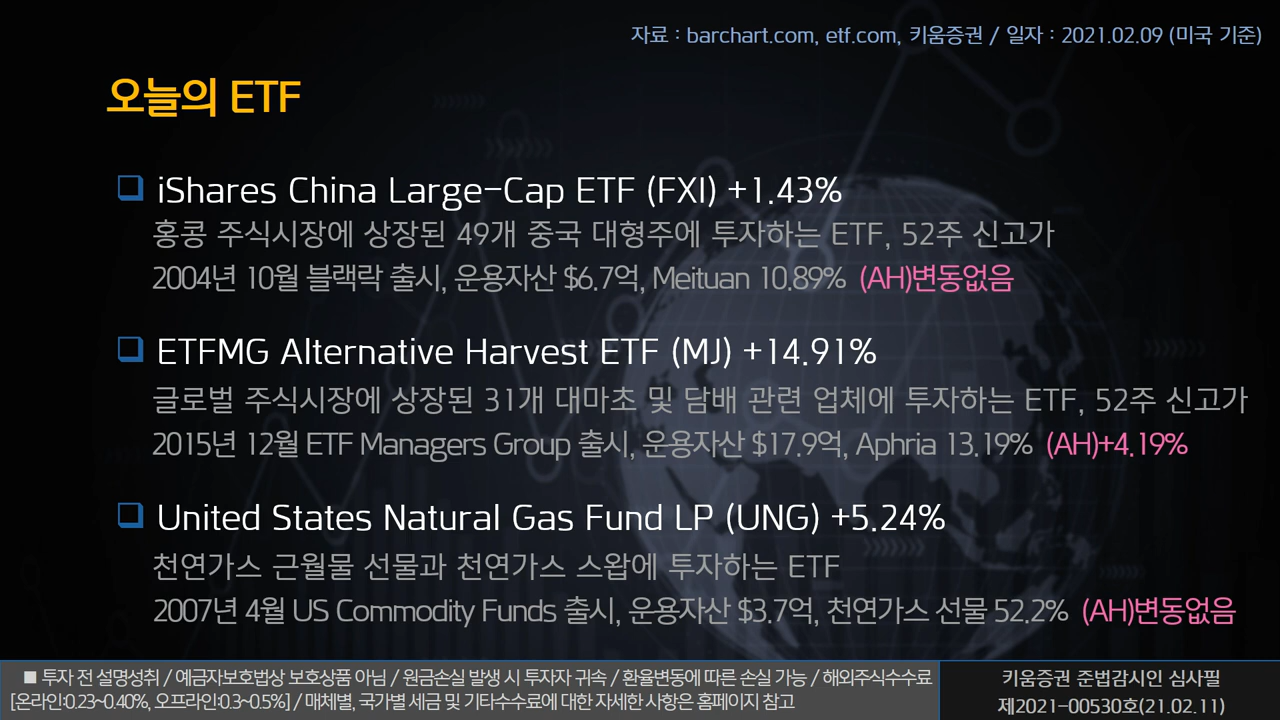 자료 : barchart.com, etf.com, 키움증권 / 일자 : 2021.02.09 (미국 기준)
오늘의 ETF
❑ iShares China Large-Cap ETF (FXI) +1.43%
홍콩 주식시장에 상장된 49개 중국 대형주에 투자하는 ETF, 52주 신고가
2004년 10월 블랙락 출시, 운용자산 $6.7억, Meituan 10.89% (AH)변동없음
❑ ETFMG Alternative Harvest ETF (MJ) +14.91%
글로벌 주식시장에 상장된 31개 대마초 및 담배 관련 업체에 투자하는 ETF, 52주 신고가
2015년 12월 ETF Managers Group 출시, 운용자산 $17.9억, Aphria 13.19% (AH)+4.19%
❑ United States Natural Gas Fund LP (UNG) +5.24%
천연가스 근월물 선물과 천연가스 스왑에 투자하는 ETF
2007년 4월 US Commodity Funds 출시, 운용자산 $3.7억, 천연가스 선물 52.2% (AH)변동없음
■ 투자 전 설명성취 / 예금자보호법상 보호상품 아님 / 원금손실 발생 시 투자자 귀속 / 환율변동에 따른 손실 가능 / 해외주식수수료
[온라인:0.23~0.40%, 오프라인:0.3~0.5%] / 매체별, 국가별 세금 및 기타수수료에 대한 자세한 사항은 홈페이지 참고
키움증권 준법감시인 심사필
제2021-00530호(21.02.11)